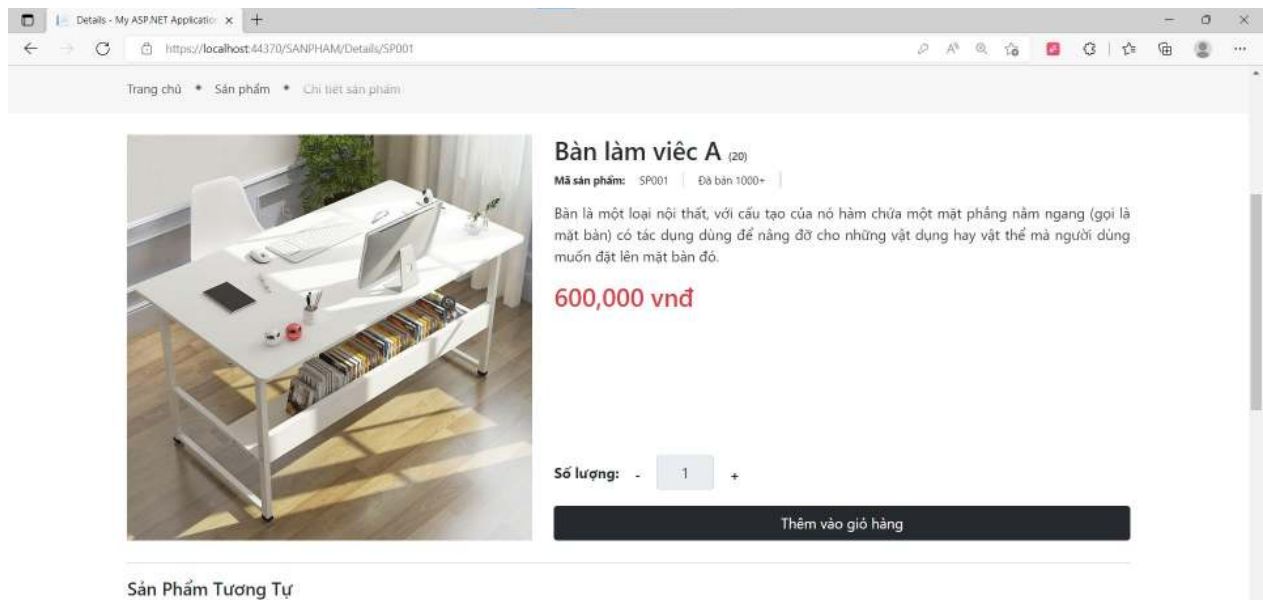 Details - My ASP.NET Application
https://localhost:44370/SANPHAM/Details/SP001
Trang chủ • Sản phẩm • Chi tiết sản phẩm
Bàn làm viêc A (20)
Mã sản phẩm: SP001 Đã bán 1000+
Bàn là một loại nội thất, với cấu tạo của nó hàm chứa một mặt phẳng nằm ngang (gọi là
mặt bàn) có tác dụng dùng để nâng đỡ cho những vật dụng hay vật thể mà người dùng
muốn đặt lên mặt bàn đó.
600,000 vnđ
Số lượng: - 1 +
Thêm vào giỏ hàng
Sản Phẩm Tương Tự